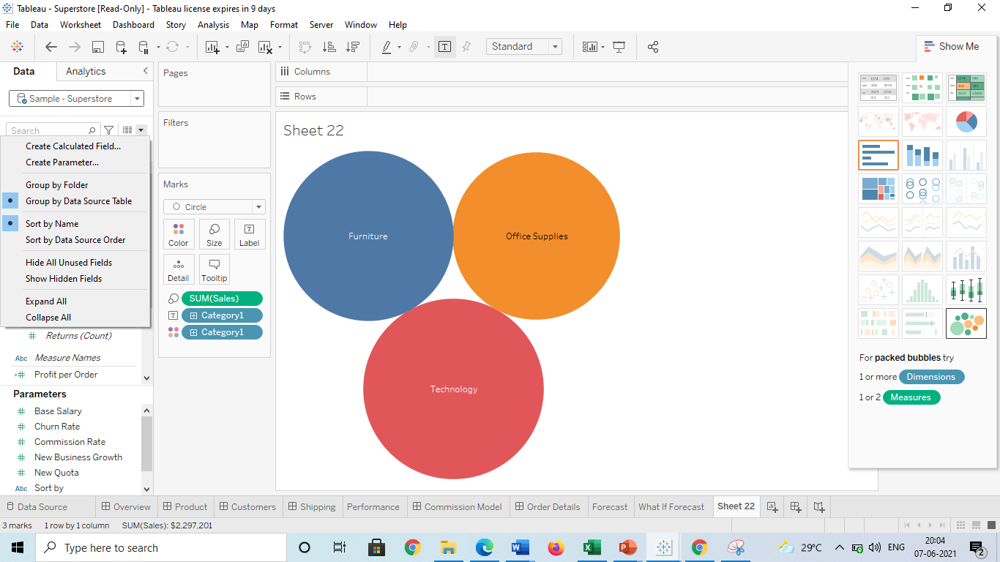 Tableau - Superstore [Read-Only] - Tableau license expires in 9 days
File Data Worksheet Dashboard Story Analysis Map Format Server Window Help
Standard
Show Me
Data Analytics
Sample - Superstore
Search
Create Calculated Field...
Create Parameter...
Group by Folder
Group by Data Source Table
Sort by Name
Sort by Data Source Order
Hide All Unused Fields
Show Hidden Fields
Expand All
Collapse All
Returns (Count)
Abc Measure Names
Profit per Order
Parameters
Base Salary
Churn Rate
Commission Rate
New Business Growth
New Quota
Abc Sort by
Pages
Filters
Marks
Circle
Color Size Label
Detail Tooltip
SUM(Sales)
Category1
Category1
Columns
Rows
Sheet 22
Furniture
Office Supplies
Technology
For packed bubbles try
1 or more Dimensions
1 or 2 Measures
Data Source Overview Product Customers Shipping Performance Commission Model Order Details Forecast What If Forecast Sheet 22
3 marks 1 row by 1 column SUM(Sales): $2,297,201
Type here to search
29°C ENG
20:04
07-06-2021
2